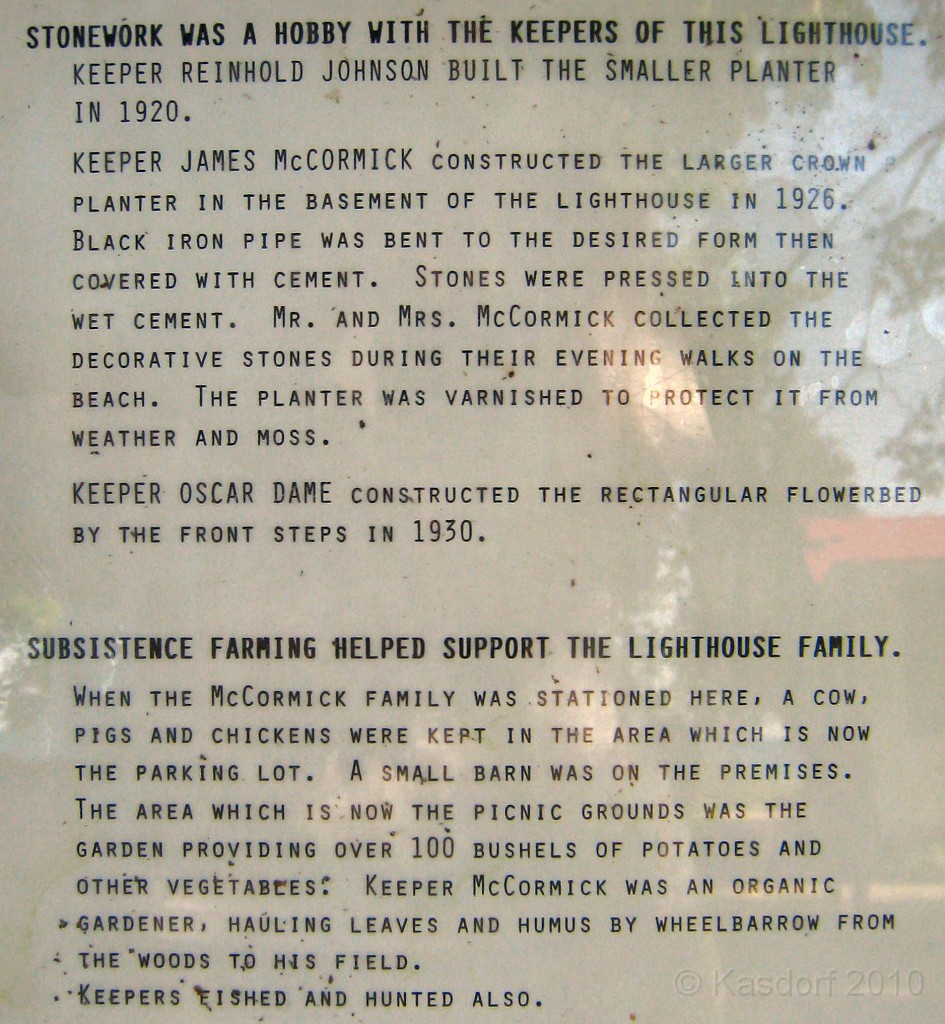 STONEWORK WAS A HOBBY WITH THE KEEPERS OF THIS LIGHTHOUSE.
KEEPER REINHOLD JOHNSON BUILT THE SMALLER PLANTER
IN 1920.
KEEPER JAMES McCORMICK CONSTRUCTED THE LARGER CROWN
PLANTER IN THE BASEMENT OF THE LIGHTHOUSE IN 1926.
BLACK IRON PIPE WAS BENT TO THE DESIRED FORM THEN
COVERED WITH CEMENT. STONES WERE PRESSED INTO THE
WET CEMENT. MR. AND MRS. McCORMICK COLLECTED THE
DECORATIVE STONES DURING THEIR EVENING WALKS ON THE
BEACH. THE PLANTER WAS VARNISHED TO PROTECT IT FROM
WEATHER AND MOSS.
KEEPER OSCAR DAME CONSTRUCTED THE RECTANGULAR FLOWERBED
BY THE FRONT STEPS IN 1930.
SUBSISTENCE FARMING HELPED SUPPORT THE LIGHTHOUSE FAMILY.
WHEN THE McCORMICK FAMILY WAS STATIONED HERE, A COW,
PIGS AND CHICKENS WERE KEPT IN THE AREA WHICH IS NOW
THE PARKING LOT. A SMALL BARN WAS ON THE PREMISES.
THE AREA WHICH IS NOW THE PICNIC GROUNDS WAS THE
GARDEN PROVIDING OVER 100 BUSHELS OF POTATOES AND
OTHER VEGETABLES. KEEPER McCORMICK WAS AN ORGANIC
GARDENER, HAULING LEAVES AND HUMUS BY WHEELBARROW FROM
THE WOODS TO HIS FIELD.
KEEPERS FISHED AND HUNTED ALSO.
© Kasdorf 2010